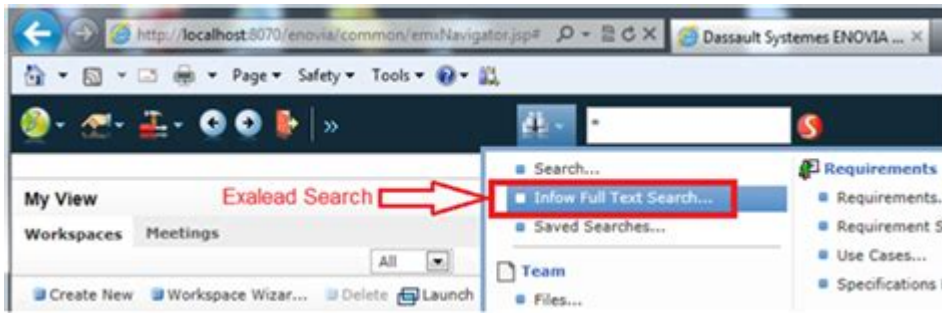 http://localhost:8070/enovia/common/emxNavigator.jsp#
Dassault Systemes ENOVIA ...
Page Safety Tools
»
*
Search...
Requirements
My View
Exalead Search
Infow Full Text Search...
Requirements.
Workspaces Meetings
Saved Searches...
Requirement S
All
Use Cases...
Team
Specifications
Create New Workspace Wizar... Delete Launch
Files...